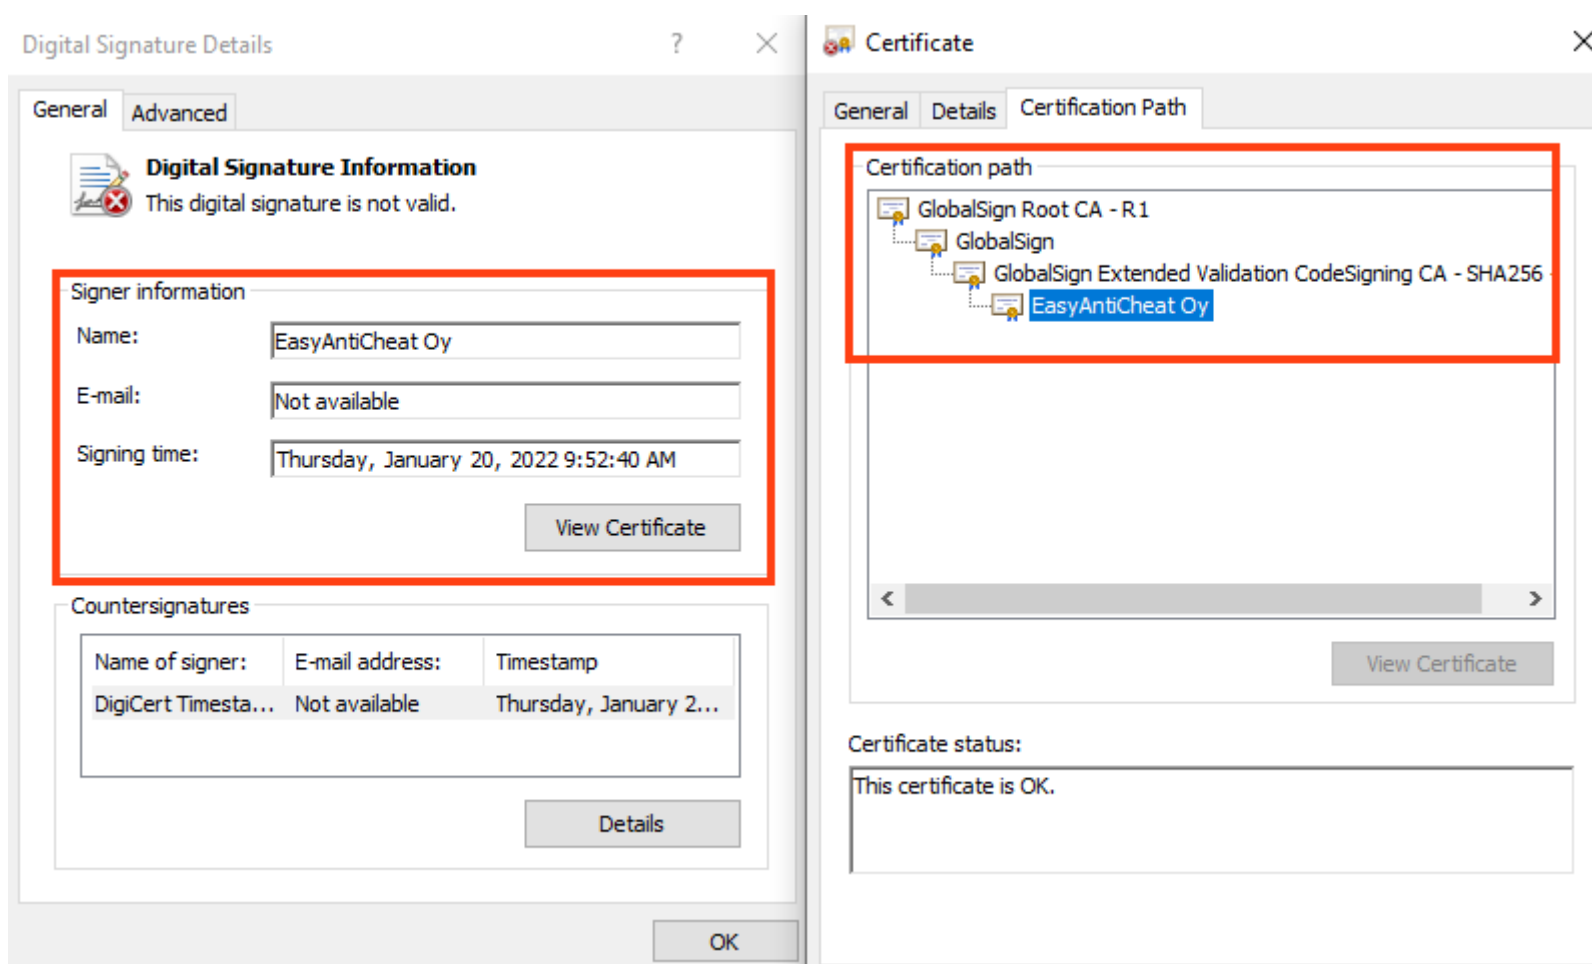 Digital Signature Details
?
General
Advanced
Digital Signature Information
This digital signature is not valid.
Signer information
Name:
EasyAntiCheat Oy
E-mail:
Not available
Signing time:
Thursday, January 20, 2022 9:52:40 AM
View Certificate
Countersignatures
Name of signer: E-mail address: Timestamp
DigiCert Timesta... Not available Thursday, January 2...
Details
OK
Certificate
General Details Certification Path
Certification path
GlobalSign Root CA - R1
GlobalSign
GlobalSign Extended Validation CodeSigning CA - SHA256 -
EasyAntiCheat Oy
View Certificate
Certificate status:
This certificate is OK.